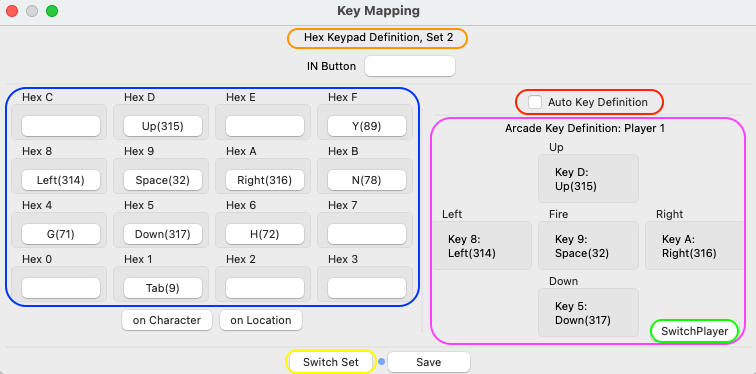 Key Mapping
Hex Keypad Definition, Set 2
IN Button
Hex C
Hex D
Hex E
Hex F
Up(315)
Y(89)
Hex 8
Hex 9
Hex A
Hex B
Left(314)
Space(32)
Right(316)
N(78)
Hex 4
Hex 5
Hex 6
Hex 7
G(71)
Down(317)
H(72)
Hex 0
Hex 1
Hex 2
Hex 3
Tab(9)
on Character
on Location
Auto Key Definition
Arcade Key Definition: Player 1
Up
Key D:
Up(315)
Left
Fire
Right
Key 8:
Left(314)
Key 9:
Space(32)
Key A:
Right(316)
Down
Key 5:
Down(317)
SwitchPlayer
Switch Set
Save